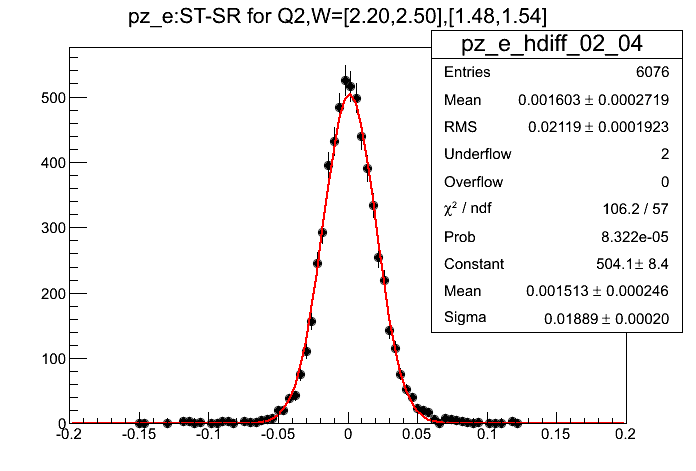 pz_e:ST-SR for Q2,W=[2.20,2.50],[1.48,1.54]
pz_e_hdiff_02_04
Entries 6076
Mean 0.001603 ± 0.0002719
RMS 0.02119 ± 0.0001923
Underflow 2
Overflow 0
χ² / ndf 106.2 / 57
Prob 8.322e-05
Constant 504.1± 8.4
Mean 0.001513 ± 0.000246
Sigma 0.01889 ± 0.00020
500
400
300
200
100
0
-0.2 -0.15 -0.1 -0.05 0 0.05 0.1 0.15 0.2